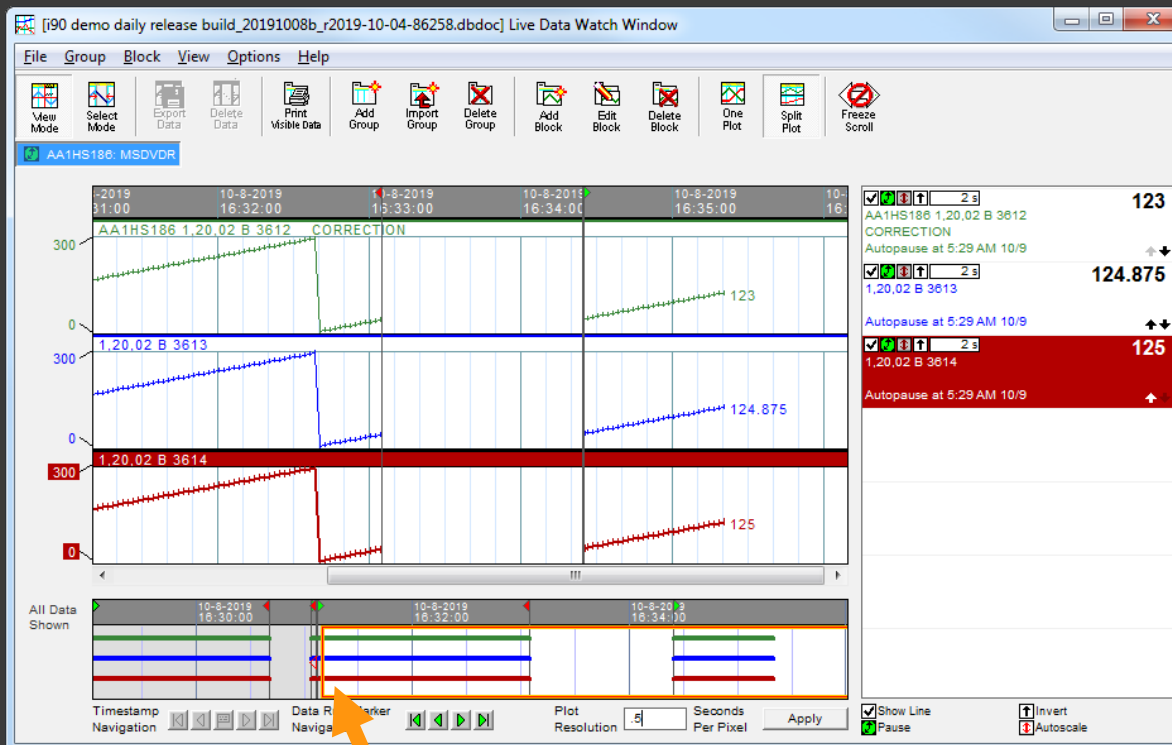 [i90 demo daily release build_20191008b_r2019-10-04-86258.dbdoc] Live Data Watch Window
File Group Block View Options Help
View Mode
Select Mode
Export Data
Delete Data
Print Visible Data
Add Group
Import Group
Delete Group
Add Block
Edit Block
Delete Block
One Plot
Split Plot
Freeze Scroll
AA1HS186: MSDVDR
-2019 10-8-2019 10-8-2019 10-8-2019 10-8-2019 10-
31:00 16:32:00 16:33:00 16:34:00 16:35:00 16:
AA1HS186 1,20,02 B 3612 CORRECTION
300
0
123
1,20,02 B 3613
300
0
124.875
1,20,02 B 3614
300
0
125
2 s 123
AA1HS186 1,20,02 B 3612
CORRECTION
Autopause at 5:29 AM 10/9
2 s 124.875
1,20,02 B 3613
Autopause at 5:29 AM 10/9
2 s 125
1,20,02 B 3614
Autopause at 5:29 AM 10/9
All Data
Shown
10-8-2019 10-8-2019 10-8-2019
16:30:00 16:32:00 16:34:00
Timestamp
Navigation
Data
Plot
Resolution
.5
Seconds
Per Pixel
Apply
Show Line
Pause
Invert
Autoscale